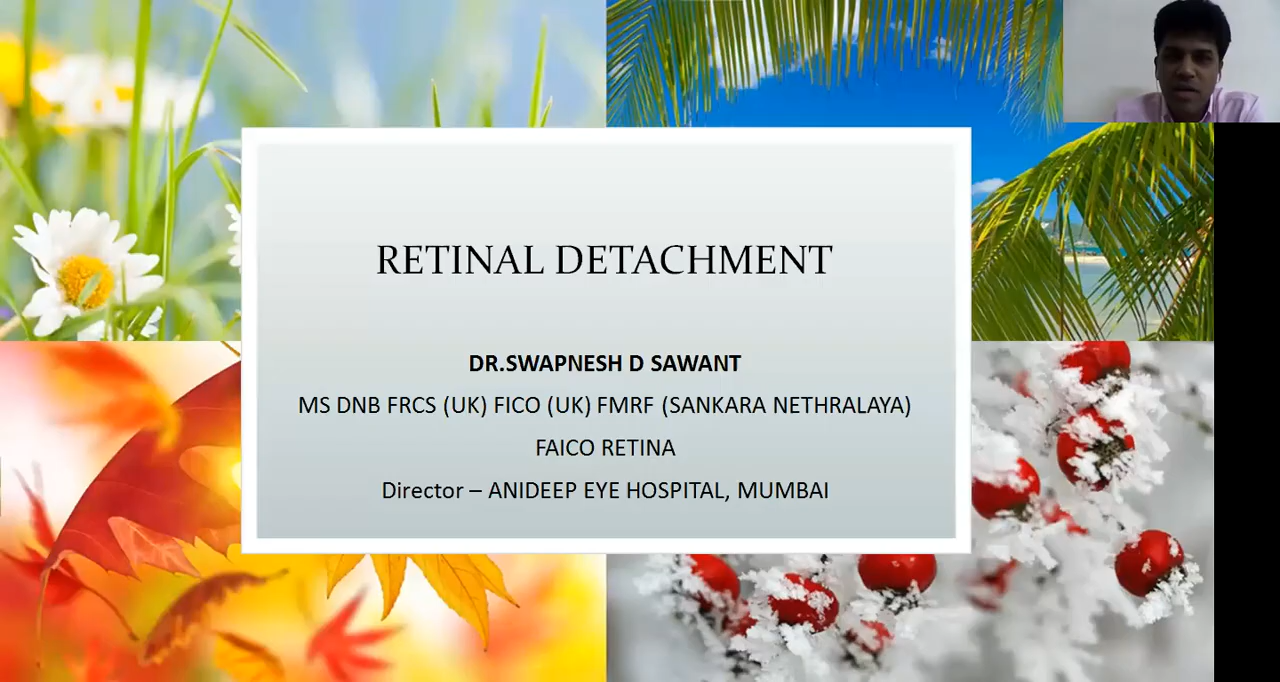 RETINAL DETACHMENT
DR.SWAPNESH D SAWANT
MS DNB FRCS (UK) FICO (UK) FMRF (SANKARA NETHRALAYA)
FAICO RETINA
Director – ANIDEEP EYE HOSPITAL, MUMBAI